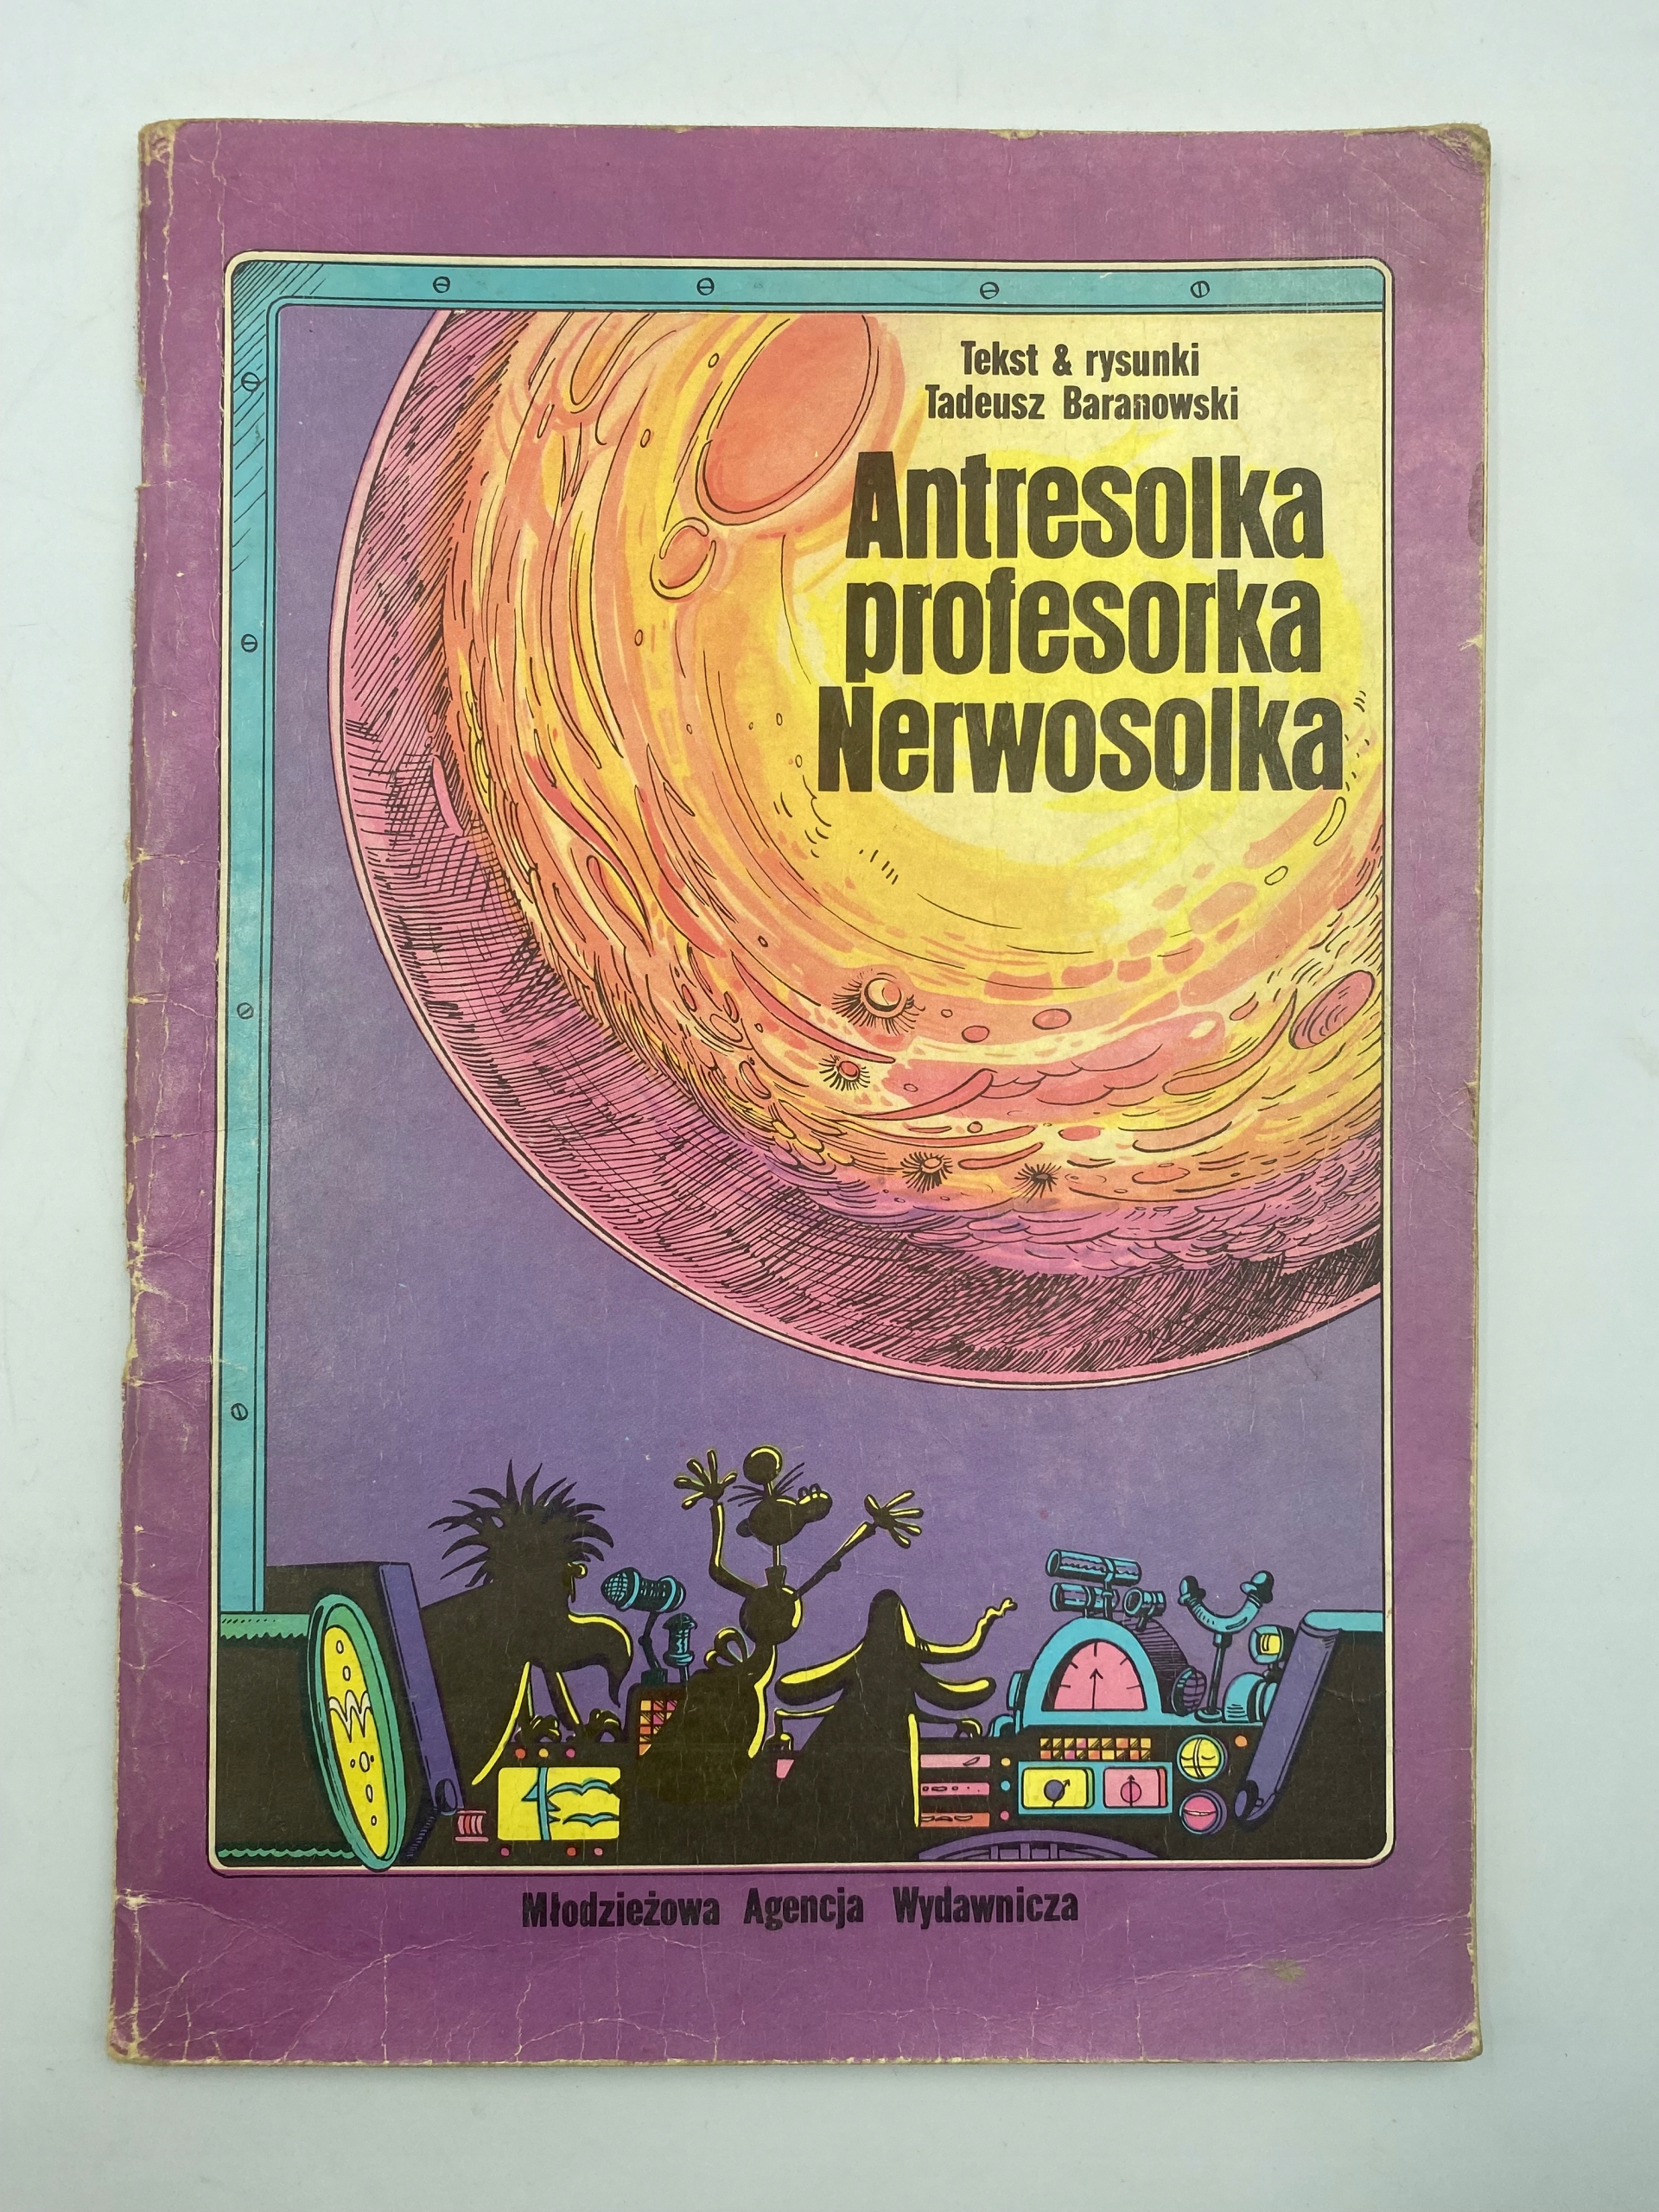 Tekst & rysunki
Tadeusz Baranowski
Antresolka
profesorka
Nerwosolka
Młodzieżowa Agencja Wydawnicza